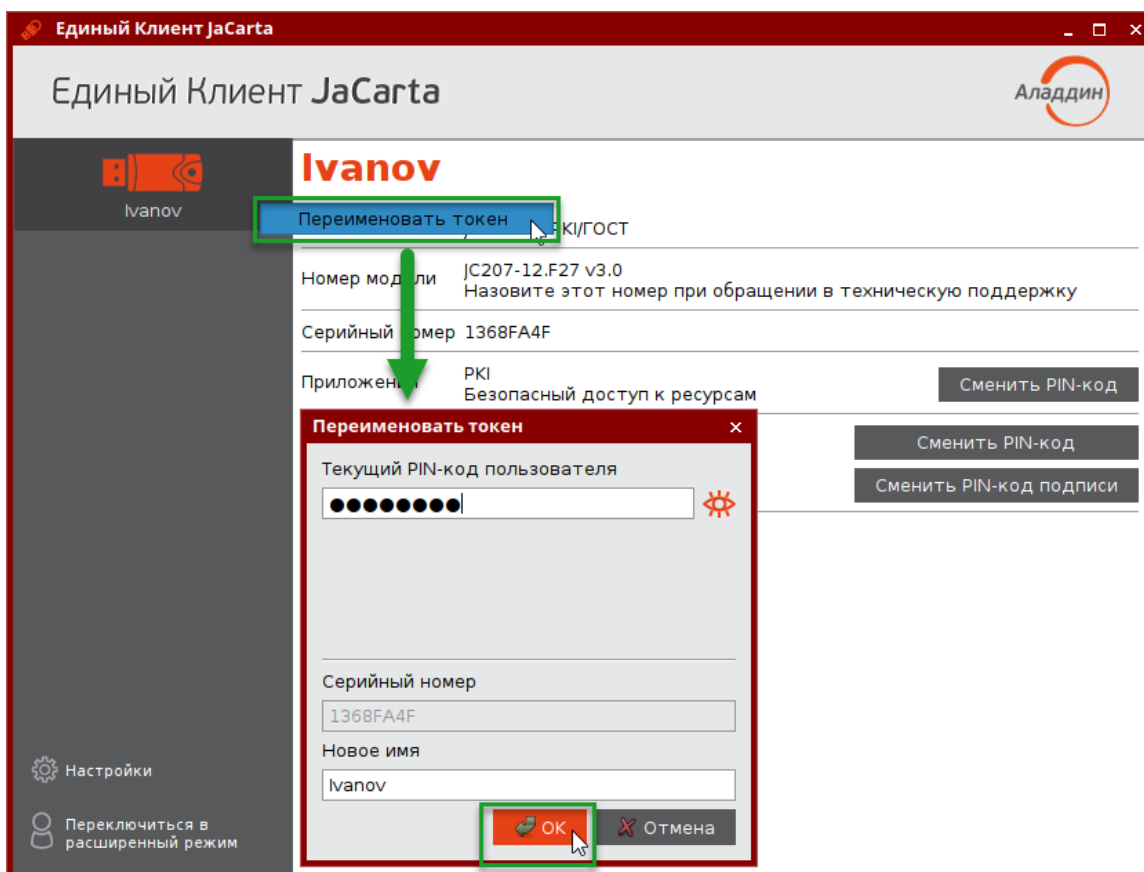 Единый Клиент JaCarta
Единый Клиент JaCarta
Аладдин
Ivanov
Ivanov
Переименовать токен
KI/ГОСТ
Номер модели
JC207-12.F27 v3.0
Назовите этот номер при обращении в техническую поддержку
Серийный номер 1368FA4F
Приложения
PKI
Безопасный доступ к ресурсам
Сменить PIN-код
Сменить PIN-код
Сменить PIN-код подписи
Переименовать токен
Текущий PIN-код пользователя
Серийный номер
1368FA4F
Новое имя
Ivanov
OK
Отмена
Настройки
Переключиться в
расширенный режим